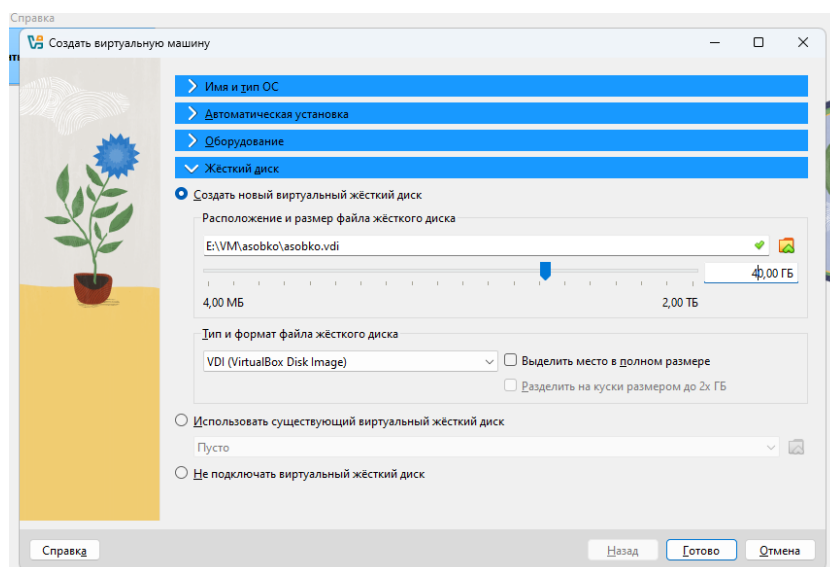 Справка
Создать виртуальную машину
Имя и тип ОС
Автоматическая установка
Оборудование
Жёсткий диск
Создать новый виртуальный жёсткий диск
Расположение и размер файла жёсткого диска
E:\VM\asobko\asobko.vdi
40,00 ГБ
4,00 МБ 2,00 ТБ
Тип и формат файла жёсткого диска
VDI (VirtualBox Disk Image) Выделить место в полном размере
Разделить на куски размером до 2х ГБ
Использовать существующий виртуальный жёсткий диск
Пусто
Не подключать виртуальный жёсткий диск
Справка Назад Готово Отмена